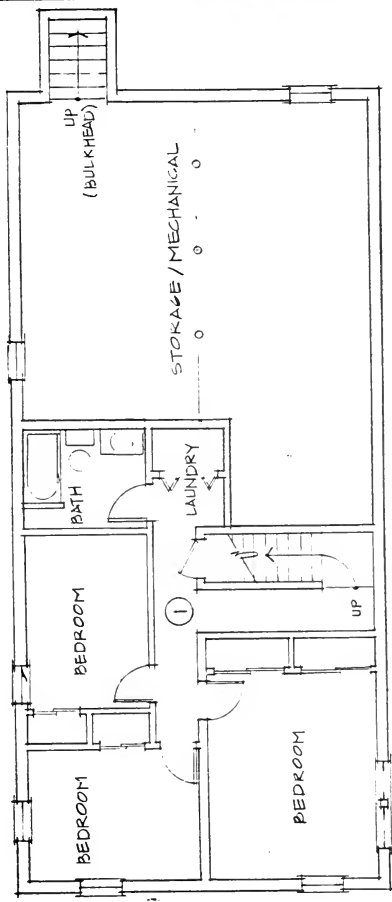 UP
(BULKHEAD)
STORAGE / MECHANICAL
BATH
LAUNDRY
BEDROOM
1
UP
BEDROOM
BEDROOM